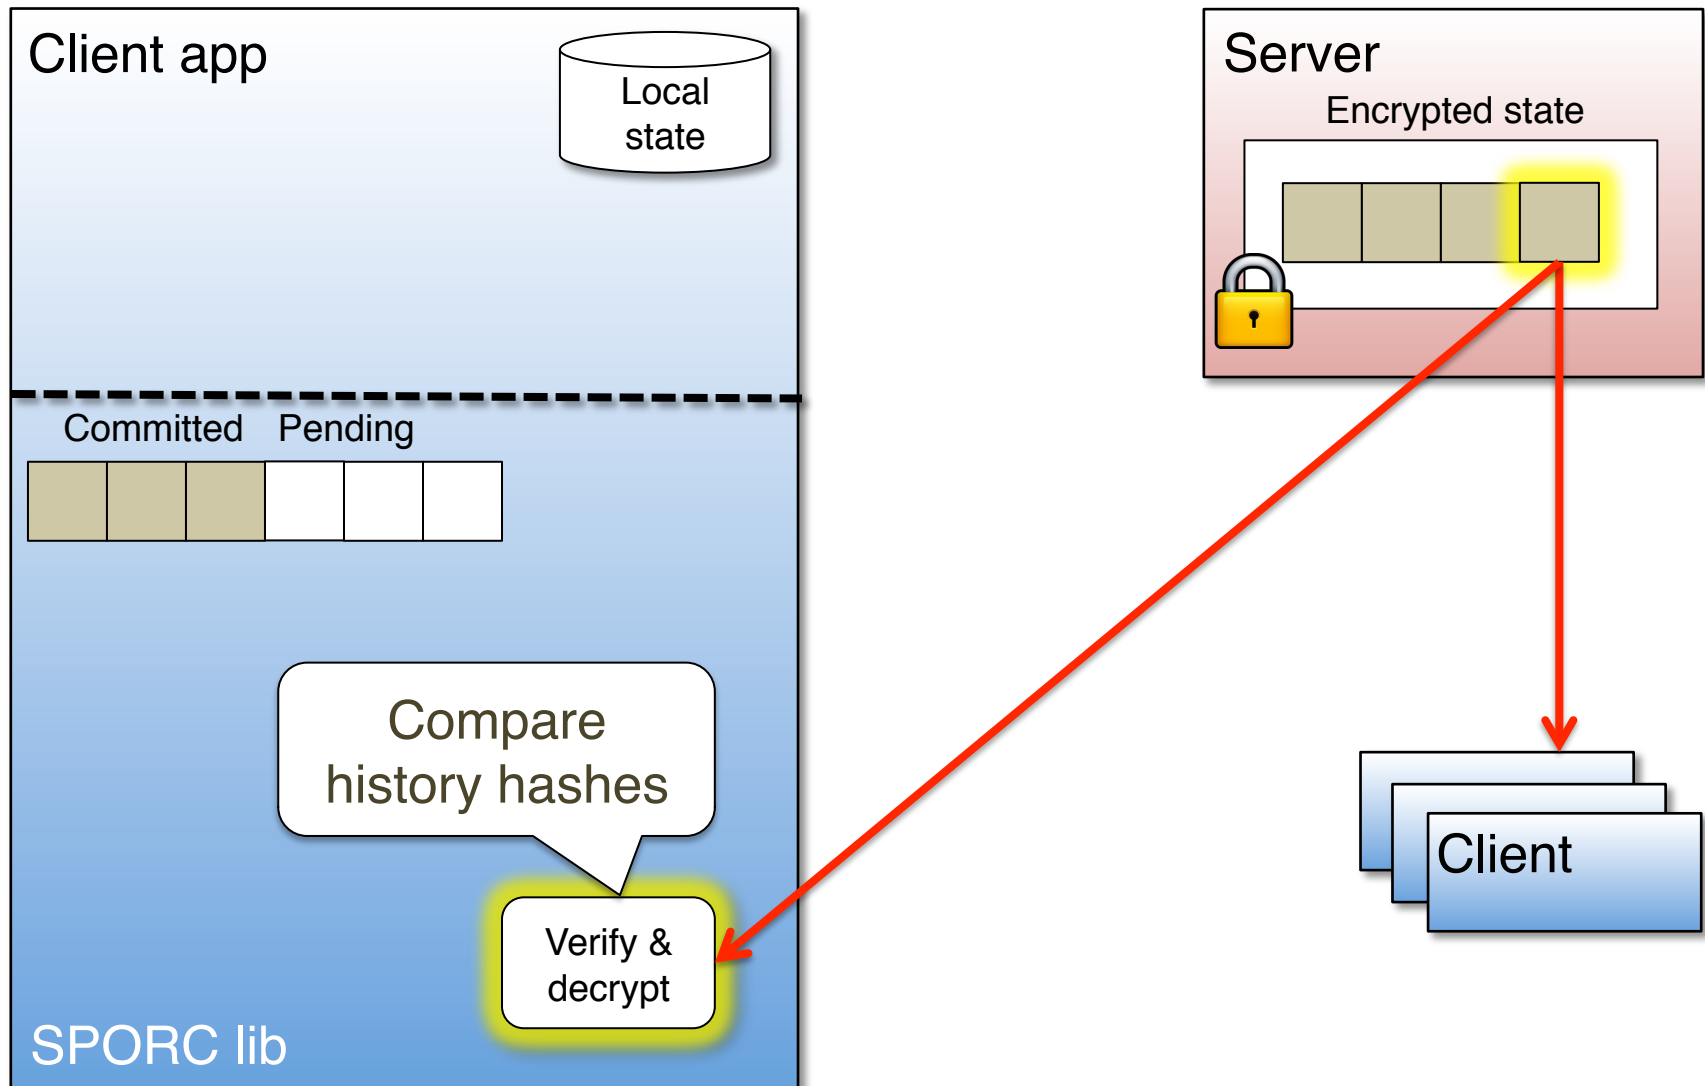 Client app
Local
state
Server
Encrypted state
Committed
Pending
Compare
history hashes
Verify &
decrypt
Client
SPORC lib